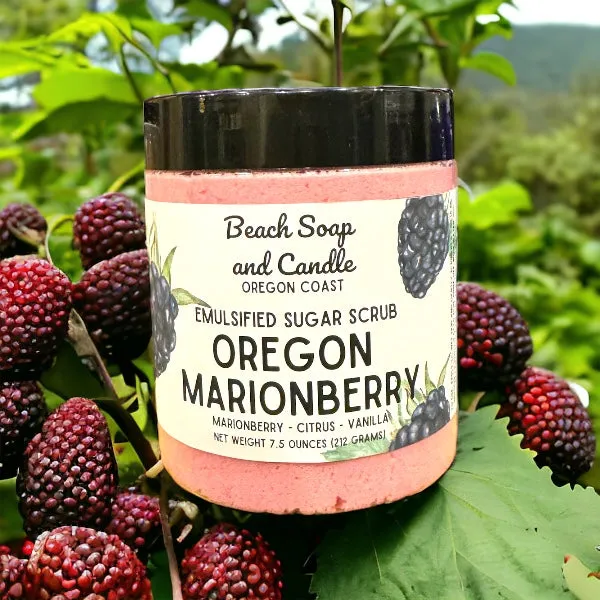 Beach Soap
and Candle
OREGON COAST
EMULSIFIED SUGAR SCRUB
OREGON
MARIONBERRY
MARIONBERRY - CITRUS - VANILLA
NET WEIGHT 7.5 OUNCES (212 GRAMS)